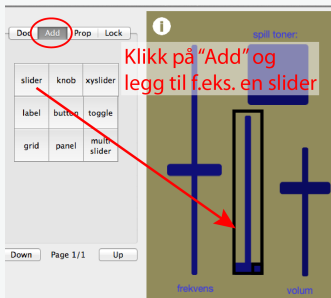 Doc Add Prop Lock
i
spill toner:
Klikk på "Add" og
legg til f.eks. en slider
slider knob xyslider
label button toggle
grid panel multi
slider
Down Page 1/1 Up
frekvens volum